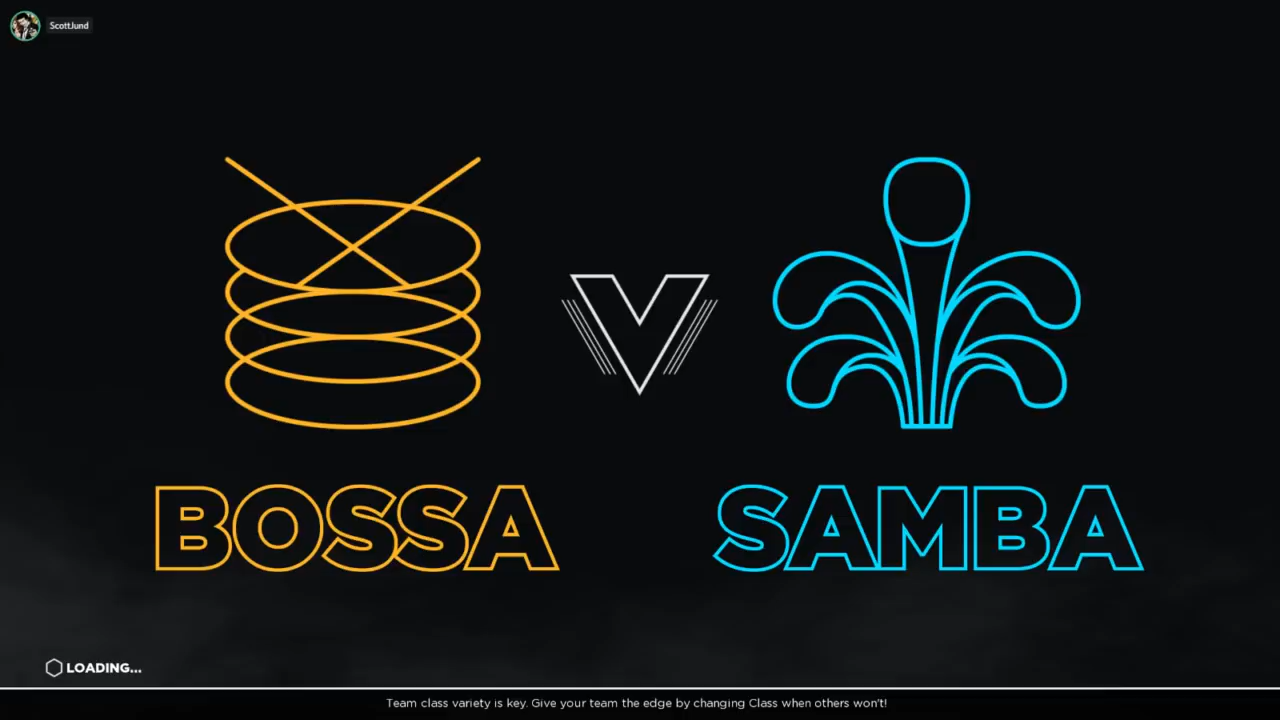 ScottJund
V
BOSSA
SAMBA
LOADING...
Team class variety is key. Give your team the edge by changing Class when others won't!